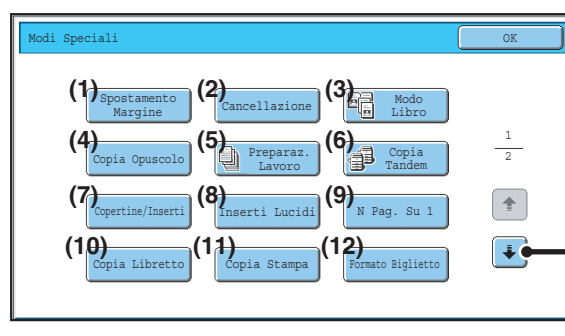 Modi Speciali
OK
(1)
Spostamento
Margine
(2)
Cancellazione
(3)
Modo
Libro
(4)
Copia Opuscolo
(5)
Preparaz.
Lavoro
(6)
Copia
Tandem
1
2
(7)
Copertine/Inserti
(8)
Inserti Lucidi
(9)
N Pag. Su 1
(10)
Copia Libretto
(11)
Copia Stampa
(12)
Formato Biglietto